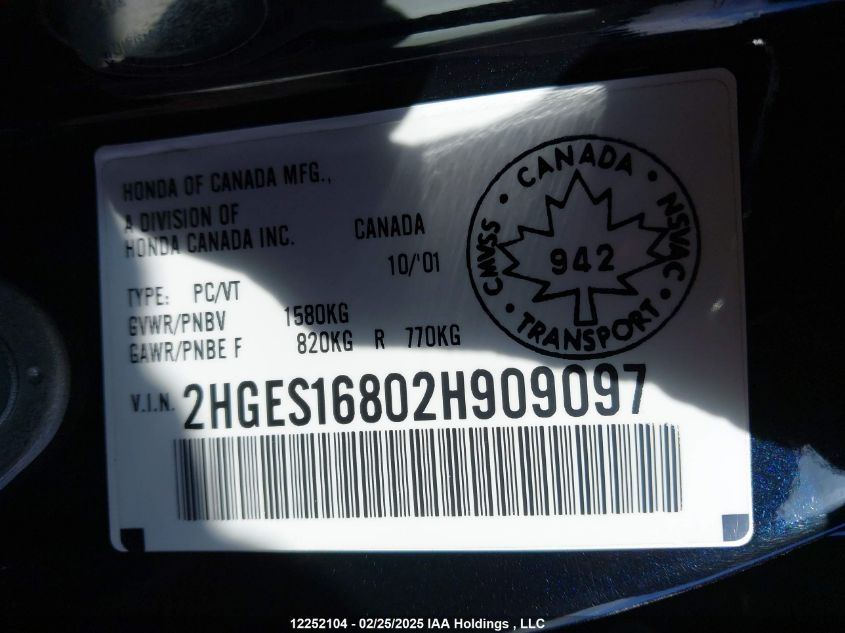 HONDA OF CANADA MFG.,
A DIVISION OF
HONDA CANADA INC.
CANADA
10/'01
TYPE: PC/VT
GVWR/PNBV 1580KG
GAWR/PNBE F 820KG R 770KG
V.I.N. 2HGES16802H909097
• CANADA •
CMVSS NSVAC
942
• TRANSPORT •
12252104 - 02/25/2025 IAA Holdings , LLC